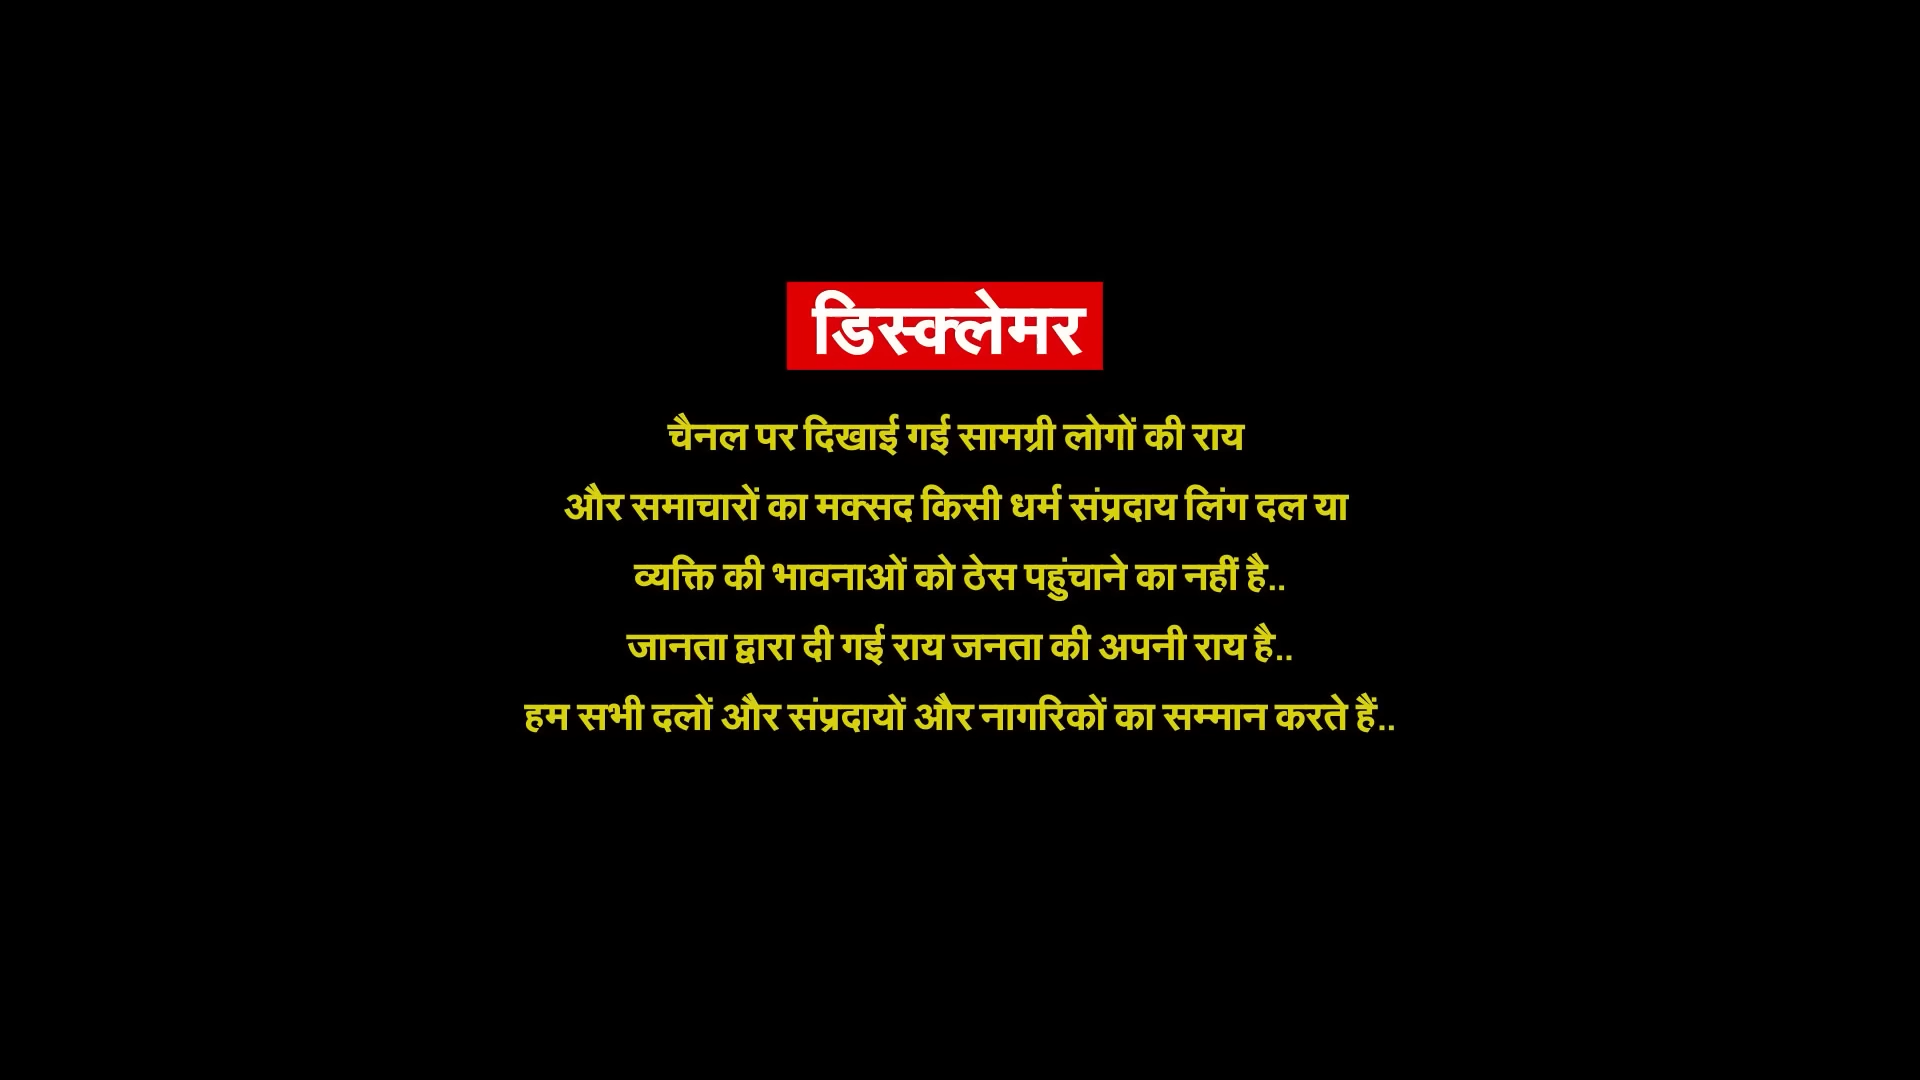 डिस्क्लेमर
चैनल पर दिखाई गई सामग्री लोगों की राय
और समाचारों का मक्सद किसी धर्म संप्रदाय लिंग दल या
व्यक्ति की भावनाओं को ठेस पहुंचाने का नहीं है..
जानता द्वारा दी गई राय जनता की अपनी राय है..
हम सभी दलों और संप्रदायों और नागरिकों का सम्मान करते हैं..